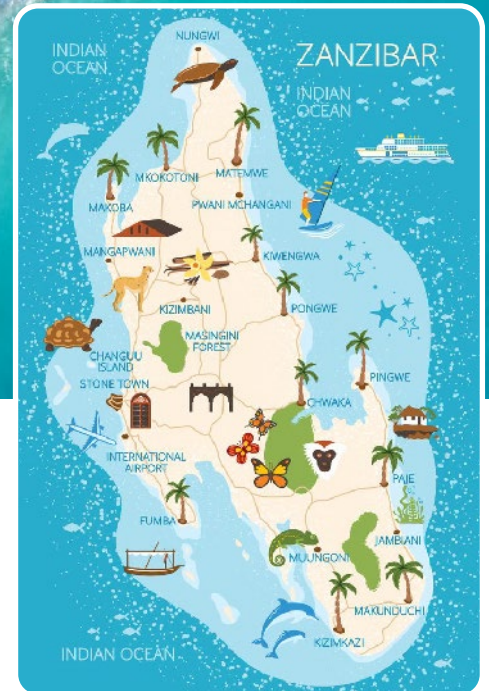 NUNGWI
ZANZIBAR
INDIAN
OCEAN
INDIAN
OCEAN
MKOKOTONI
MATEMWE
MAKOBA
PWANI MCHANGANI
MANGAPWANI
KIWENGWA
KIZIMBANI
PONGWE
MASINGINI
FOREST
CHANGUU
ISLAND
STONE TOWN
PINGWE
CHWAKA
INTERNATIONAL
AIRPORT
PAJE
FUMBA
JAMBIANI
MUUNGONI
MAKUNDUCHI
KIZIMKAZI
INDIAN OCEAN